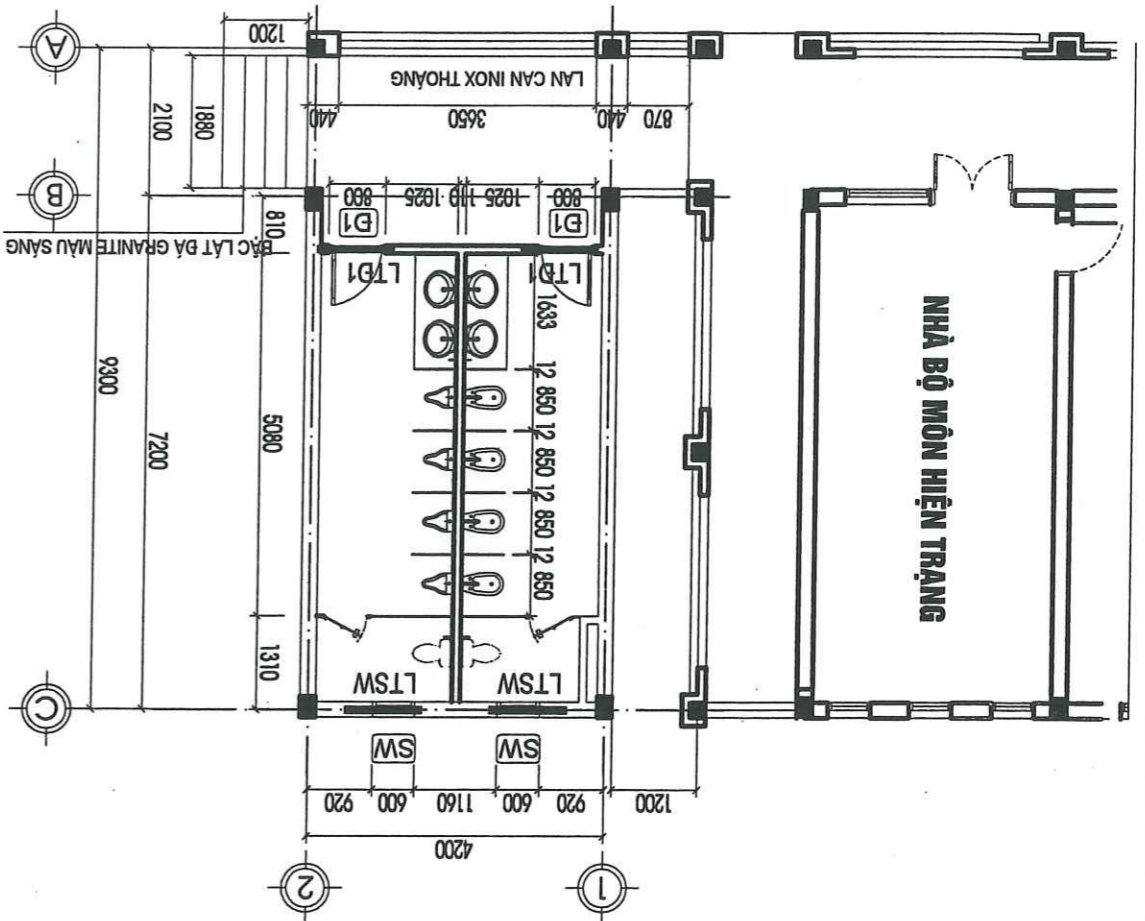 1
2
4200
1200
920
600
1160
600
920
SW
SW
C
LTSW
LTSW
1310
NHÀ BỘ MÔN HIỆN TRẠNG
850
12
850
12
850
12
850
12
1633
5080
7200
9300
LTĐ1
LTĐ1
BẬC LÁT ĐÁ GRANITE MÀU SÁNG
810
Đ1
Đ1
800
1025
110
1025
800
B
870
440
3650
440
1880
2100
LAN CAN INOX THOÁNG
1200
A